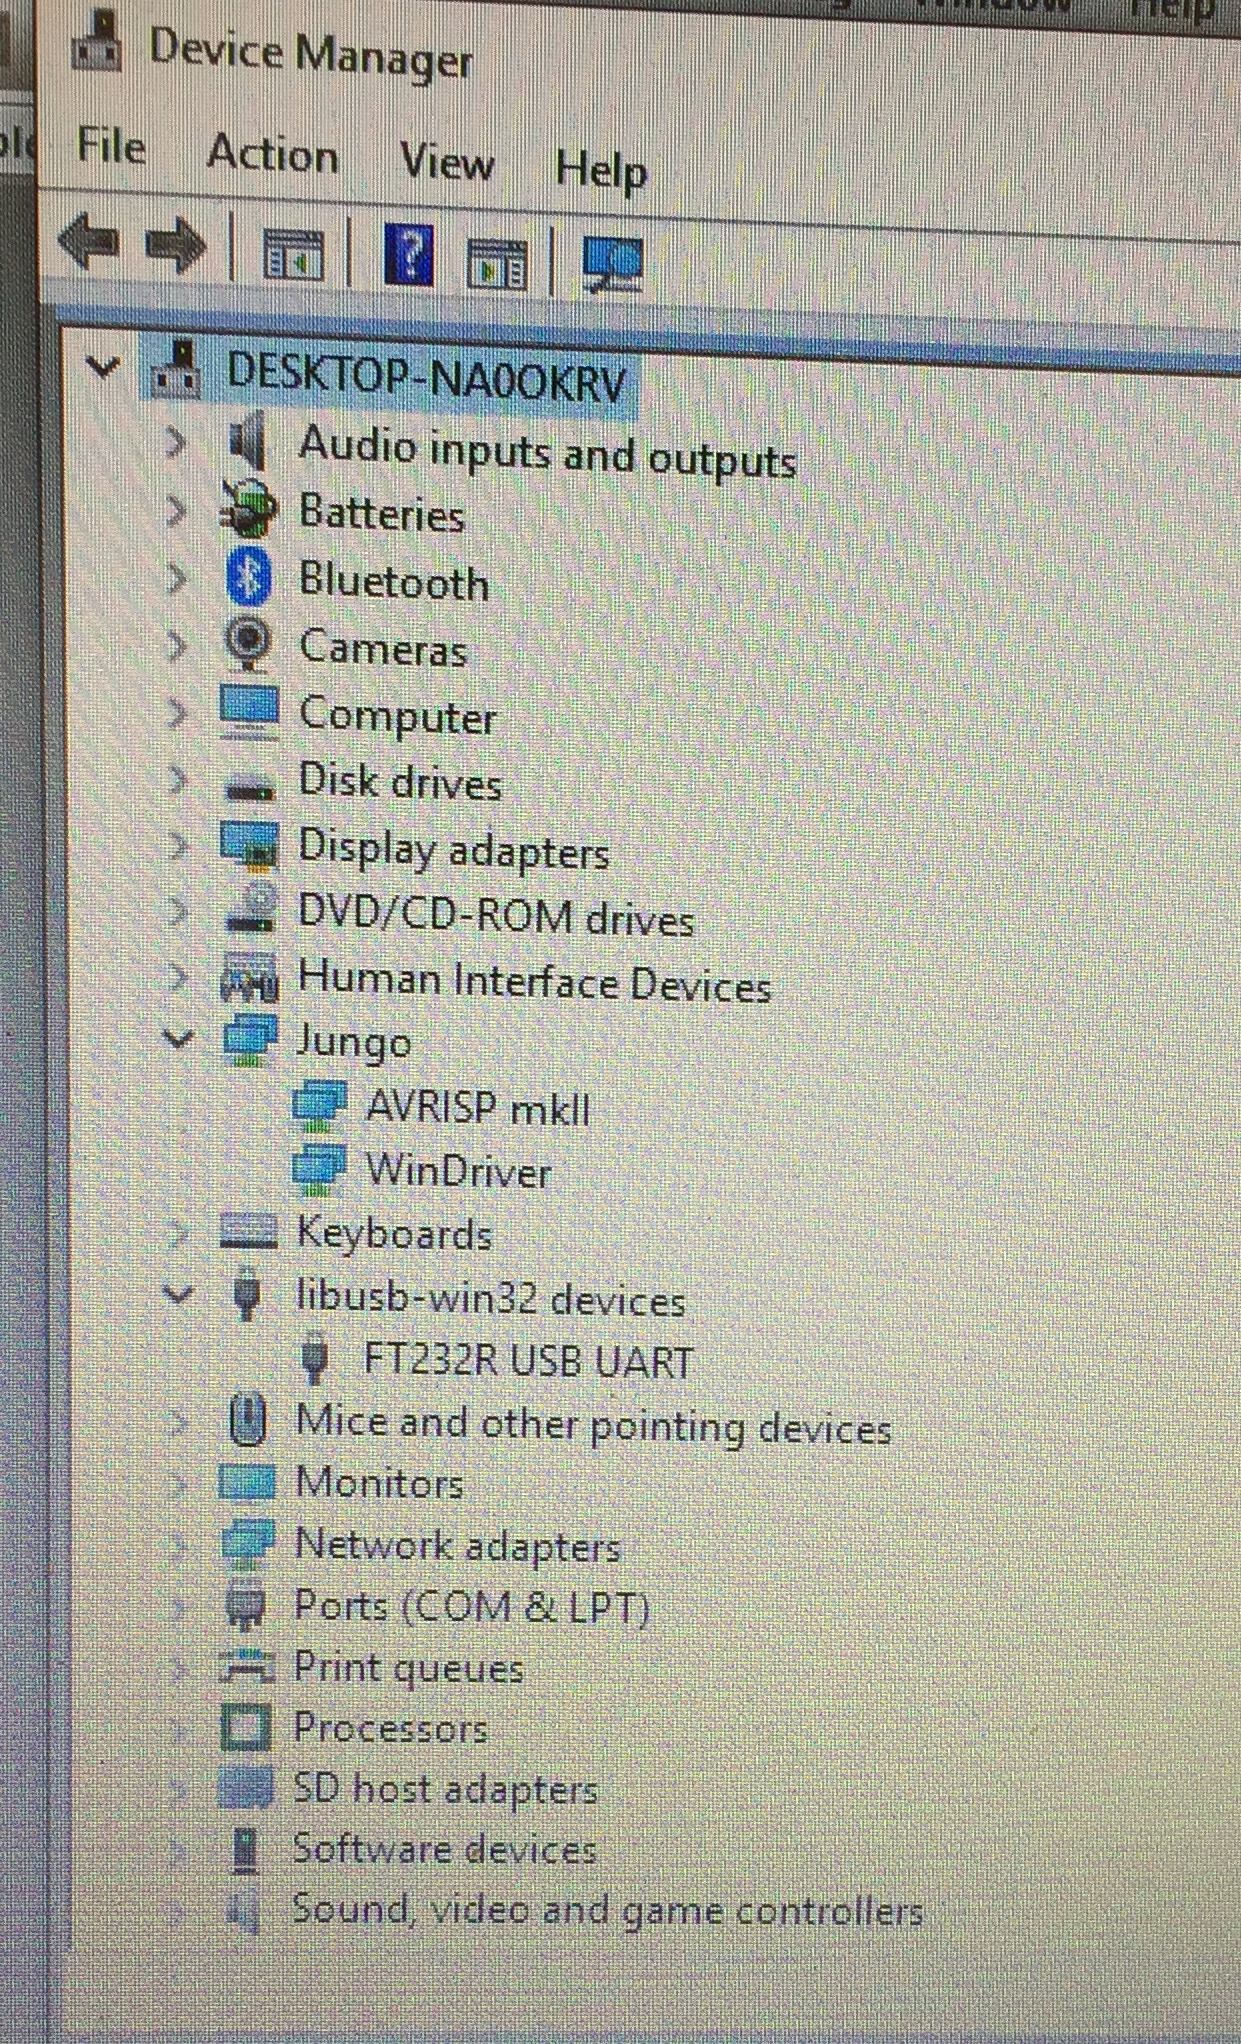 Window Help
Device Manager
File Action View Help
DESKTOP-NA0OKRV
Audio inputs and outputs
Batteries
Bluetooth
Cameras
Computer
Disk drives
Display adapters
DVD/CD-ROM drives
Human Interface Devices
Jungo
AVRISP mkII
WinDriver
Keyboards
libusb-win32 devices
FT232R USB UART
Mice and other pointing devices
Monitors
Network adapters
Ports (COM & LPT)
Print queues
Processors
SD host adapters
Software devices
Sound, video and game controllers